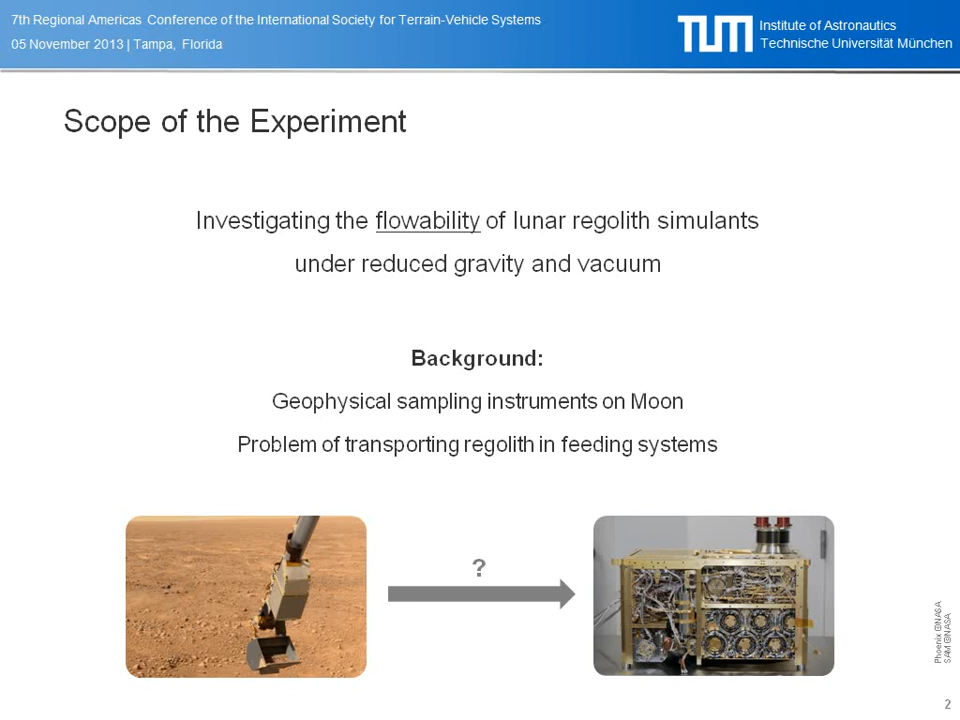 7th Regional Americas Conference of the International Society for Terrain-Vehicle Systems
05 November 2013 | Tampa, Florida
TUM
Institute of Astronautics
Technische Universität München
Scope of the Experiment
Investigating the flowability of lunar regolith simulants
under reduced gravity and vacuum
Background:
Geophysical sampling instruments on Moon
Problem of transporting regolith in feeding systems
?
Phoenix @NASA
SAM @NASA
2